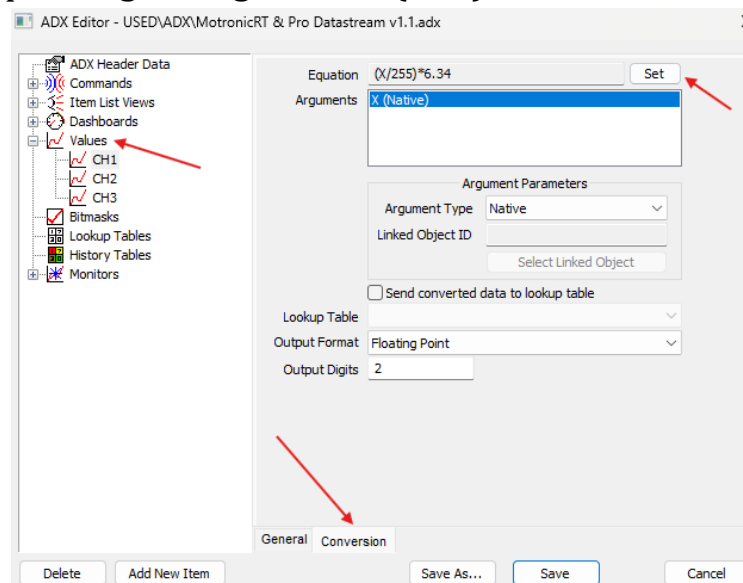 ADX Editor - USED\ADX\MotronicRT & Pro Datastream v1.1.adx
ADX Header Data
Commands
Item List Views
Dashboards
Values
CH1
CH2
CH3
Bitmasks
Lookup Tables
History Tables
Monitors
Equation (X/255)*6.34 Set
Arguments X (Native)
Argument Parameters
Argument Type Native
Linked Object ID
Select Linked Object
Send converted data to lookup table
Lookup Table
Output Format Floating Point
Output Digits 2
General Conversion
Delete Add New Item Save As... Save Cancel